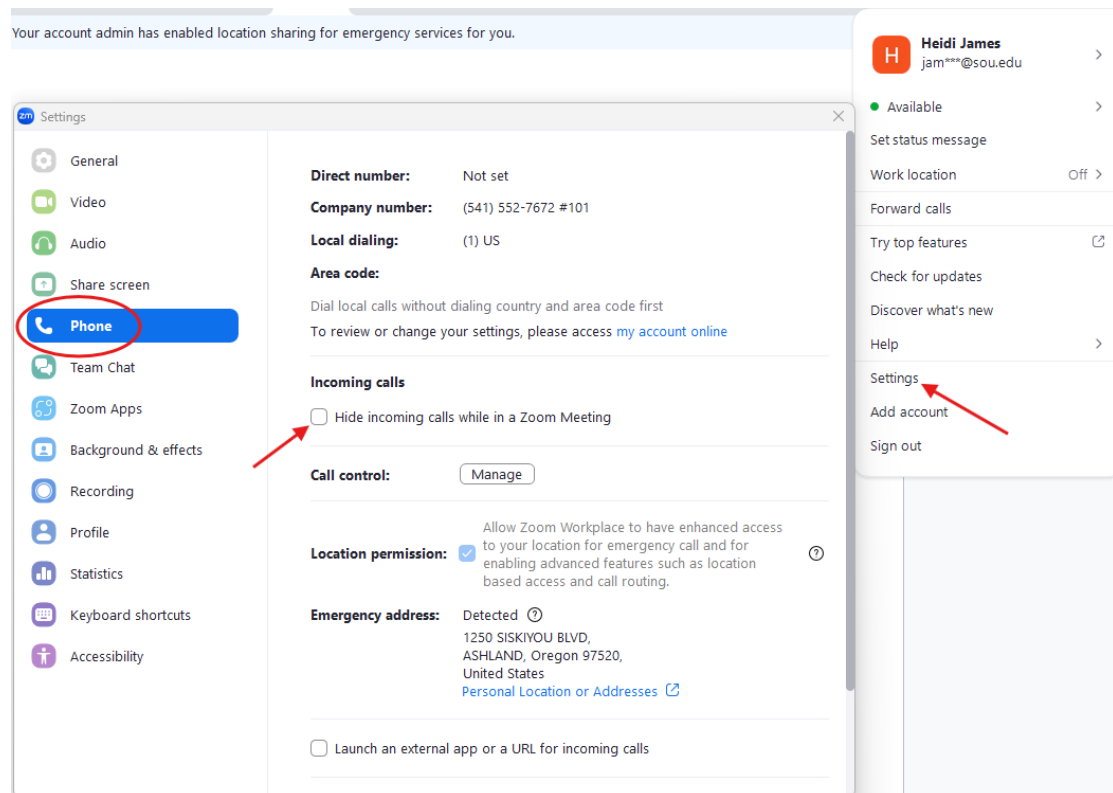 Your account admin has enabled location sharing for emergency services for you.
zm Settings
General
Video
Audio
Share screen
Phone
Team Chat
Zoom Apps
Background & effects
Recording
Profile
Statistics
Keyboard shortcuts
Accessibility
Direct number: Not set
Company number: (541) 552-7672 #101
Local dialing: (1) US
Area code:
Dial local calls without dialing country and area code first
To review or change your settings, please access my account online
Incoming calls
Hide incoming calls while in a Zoom Meeting
Call control: Manage
Location permission: Allow Zoom Workplace to have enhanced access
to your location for emergency call and for
enabling advanced features such as location
based access and call routing.
Emergency address: Detected
1250 SISKIYOU BLVD,
ASHLAND, Oregon 97520,
United States
Personal Location or Addresses
Launch an external app or a URL for incoming calls
H
Heidi James
jam***@sou.edu
Available
Set status message
Work location Off
Forward calls
Try top features
Check for updates
Discover what's new
Help
Settings
Add account
Sign out